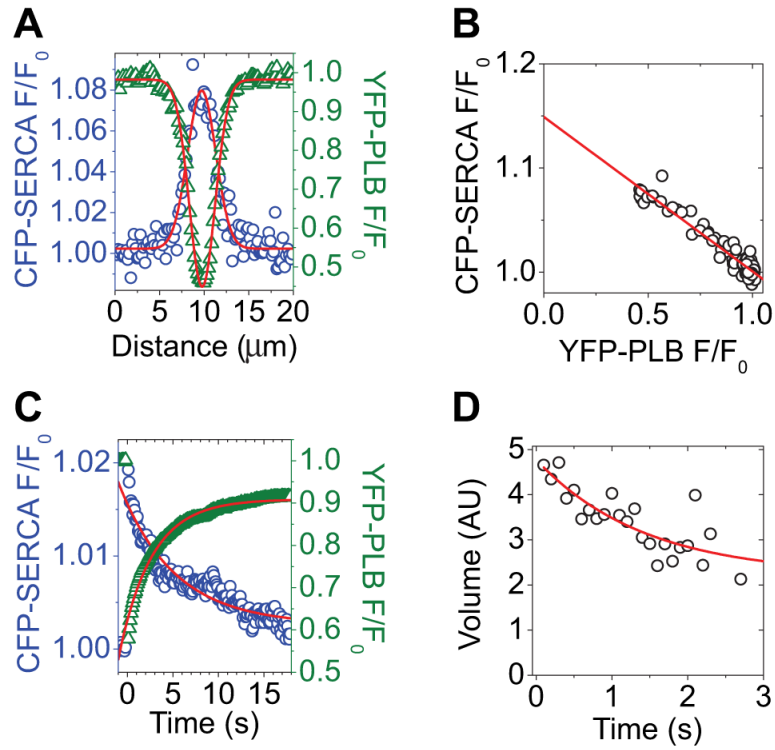 A
CFP-SERCA F/F0
1.08
1.06
1.04
1.02
1.00
YFP-PLB F/F0
1.0
0.9
0.8
0.7
0.6
0.5
0 5 10 15 20
Distance (μm)
B
CFP-SERCA F/F0
1.2
1.1
1.0
0.0 0.5 1.0
YFP-PLB F/F0
C
CFP-SERCA F/F0
1.02
1.01
1.00
YFP-PLB F/F0
1.0
0.9
0.8
0.7
0.6
0.5
0 5 10 15
Time (s)
D
Volume (AU)
5
4
3
2
1
0
0 1 2 3
Time (s)